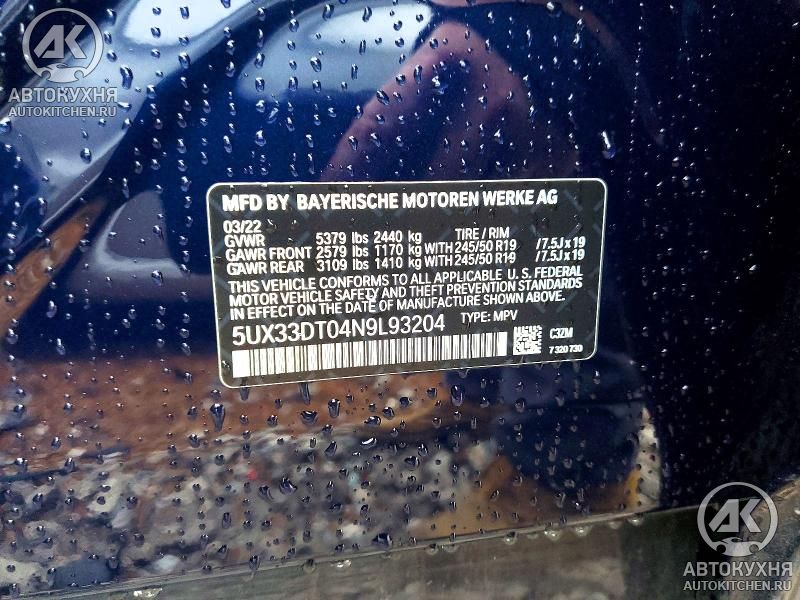 AK
АВТОКУХНЯ
AUTOKITCHEN.RU
MFD BY BAYERISCHE MOTOREN WERKE AG
03/22
GVWR 5379 lbs 2440 kg TIRE / RIM
GAWR FRONT 2579 lbs 1170 kg WITH 245/50 R19 /7.5J x 19
GAWR REAR 3109 lbs 1410 kg WITH 245/50 R19 /7.5J x 19
THIS VEHICLE CONFORMS TO ALL APPLICABLE U.S. FEDERAL
MOTOR VEHICLE SAFETY AND THEFT PREVENTION STANDARDS
IN EFFECT ON THE DATE OF MANUFACTURE SHOWN ABOVE.
5UX33DT04N9L93204 TYPE: MPV
C3ZM
7 320 730
AK
АВТОКУХНЯ
AUTOKITCHEN.RU